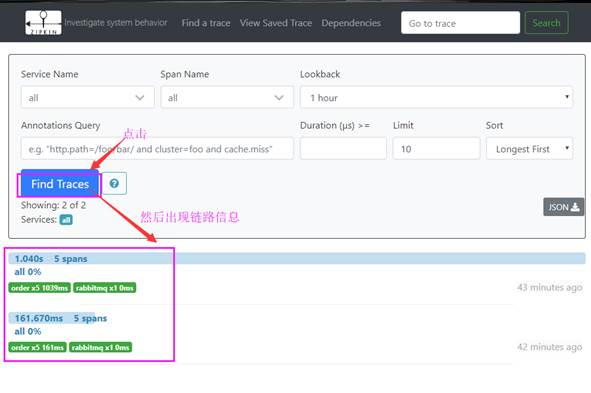 ZIPKIN Investigate system behavior Find a trace View Saved Trace Dependencies Go to trace Search
Service Name Span Name Lookback
all all 1 hour
Annotations Query Duration (μs) >= Limit Sort
点击
e.g. "http.path=/foo/bar/ and cluster=foo and cache.miss" 10 Longest First
Find Traces ?
Showing: 2 of 2
Services: all
然后出现链路信息
JSON
1.040s 5 spans
all 0%
order x5 1039ms rabbitmq x1 0ms
43 minutes ago
161.670ms 5 spans
all 0%
order x5 161ms rabbitmq x1 0ms
42 minutes ago